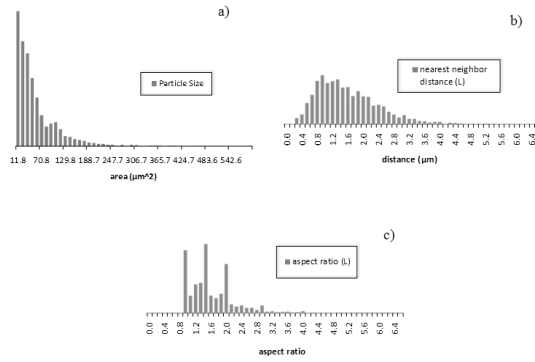 a)
Particle Size
11.8 70.8 129.8 188.7 247.7 306.7 365.7 424.7 483.6 542.6
area (µm^2)
b)
nearest neighbor
distance (L)
0.0 0.4 0.8 1.2 1.6 2.0 2.4 2.8 3.2 3.6 4.0 4.4 4.8 5.2 5.6 6.0 6.4
distance (µm)
c)
aspect ratio (L)
0.0 0.4 0.8 1.2 1.6 2.0 2.4 2.8 3.2 3.6 4.0 4.4 4.8 5.2 5.6 6.0 6.4
aspect ratio